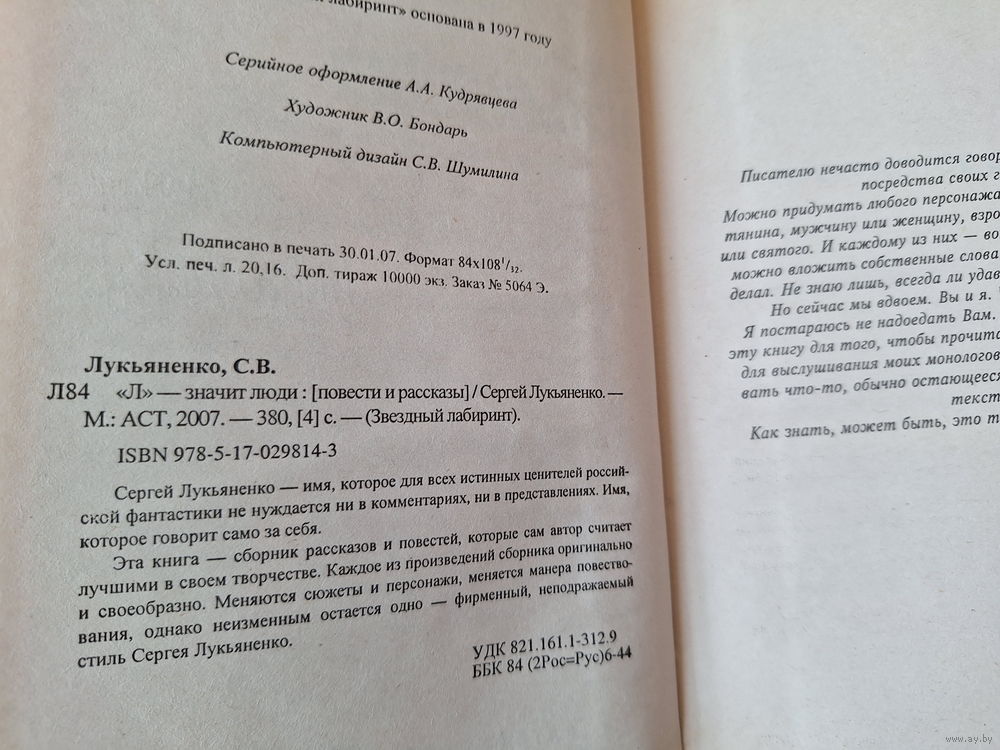 лабиринт» основана в 1997 году
Серийное оформление А.А. Кудрявцева
Художник В.О. Бондарь
Компьютерный дизайн С.В. Шумилина
Подписано в печать 30.01.07. Формат 84х108¹/₃₂.
Усл. печ. л. 20,16. Доп. тираж 10000 экз. Заказ № 5064 Э.
Лукьяненко, С.В.
Л84 «Л» — значит люди : [повести и рассказы] / Сергей Лукьяненко. —
М.: АСТ, 2007. — 380, [4] с. — (Звездный лабиринт).
ISBN 978-5-17-029814-3
Сергей Лукьяненко — имя, которое для всех истинных ценителей россий-
ской фантастики не нуждается ни в комментариях, ни в представлениях. Имя,
которое говорит само за себя.
Эта книга — сборник рассказов и повестей, которые сам автор считает
лучшими в своем творчестве. Каждое из произведений сборника оригинально
и своеобразно. Меняются сюжеты и персонажи, меняется манера повество-
вания, однако неизменным остается одно — фирменный, неподражаемый
стиль Сергея Лукьяненко.
УДК 821.161.1-312.9
ББК 84 (2Рос=Рус)6-44
Писателю нечасто доводится говор
посредства своих г
Можно придумать любого персонажа
тянина, мужчину или женщину, взро
или святого. И каждому из них — во
можно вложить собственные слова
делал. Не знаю лишь, всегда ли удав
Но сейчас мы вдвоем. Вы и я.
Я постараюсь не надоедать Вам.
эту книгу для того, чтобы прочита
для выслушивания моих монологов
вать что-то, обычно остающееся
текст
Как знать, может быть, это т
www.ay.by